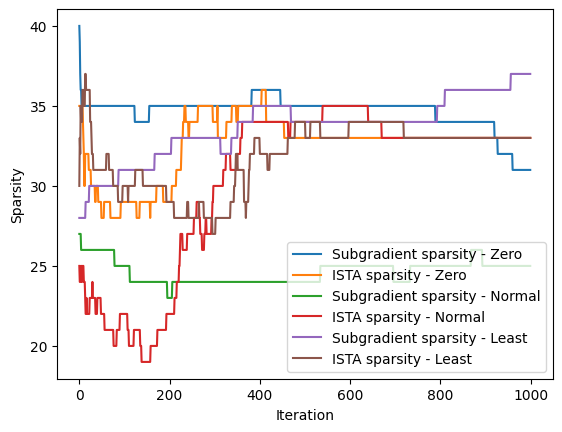 40
35
30
25
20
Sparsity
0
200
400
600
800
1000
Iteration
Subgradient sparsity - Zero
ISTA sparsity - Zero
Subgradient sparsity - Normal
ISTA sparsity - Normal
Subgradient sparsity - Least
ISTA sparsity - Least